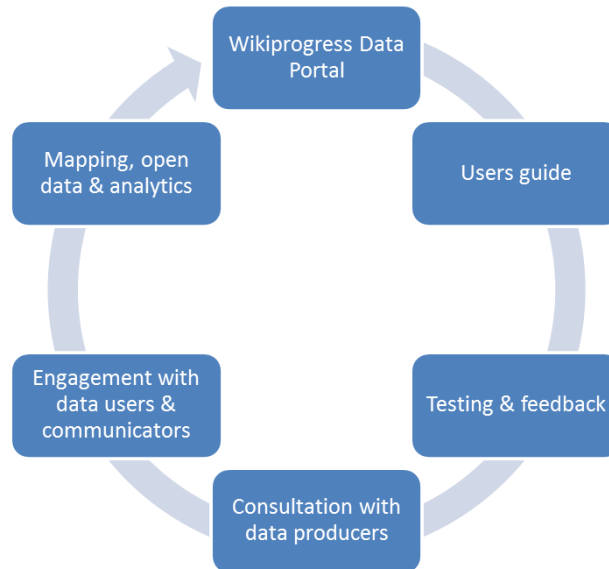 Wikiprogress Data
Portal
Users guide
Testing & feedback
Consultation with
data producers
Engagement with
data users &
communicators
Mapping, open
data & analytics